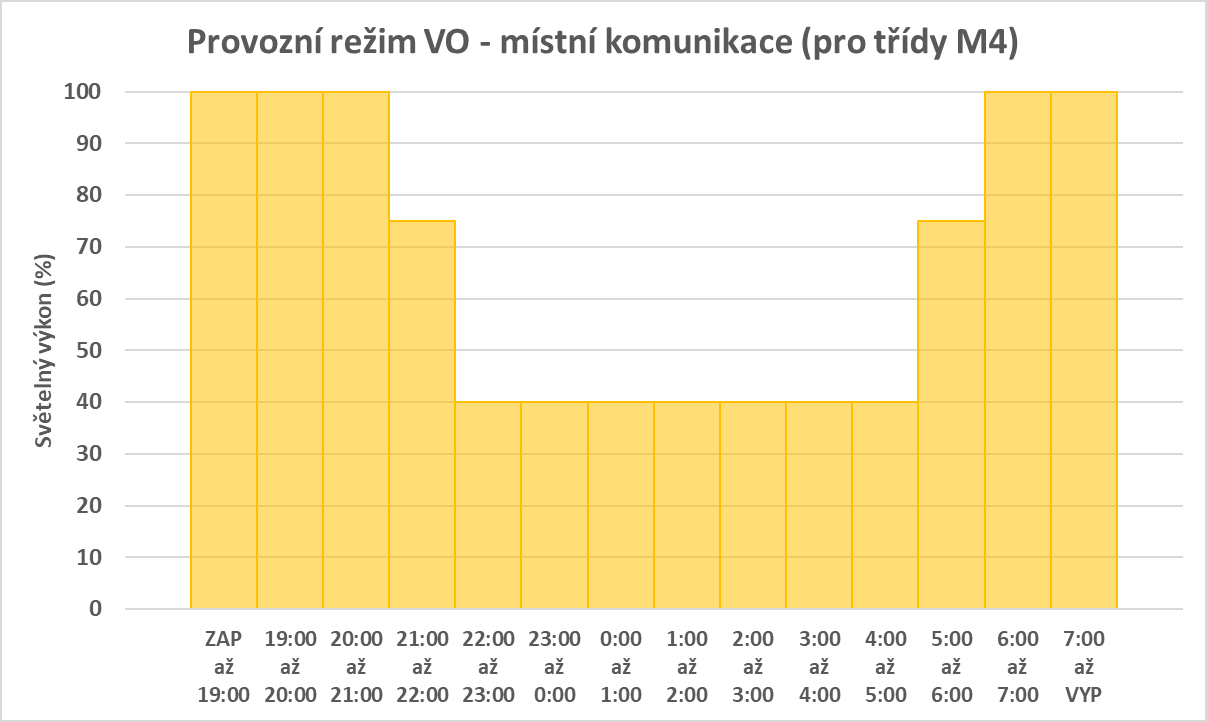 Provozní režim VO - místní komunikace (pro třídy M4)
Světelný výkon (%)
100
90
80
70
60
50
40
30
20
10
0
ZAP až 19:00
19:00 až 20:00
20:00 až 21:00
21:00 až 22:00
22:00 až 23:00
23:00 až 0:00
0:00 až 1:00
1:00 až 2:00
2:00 až 3:00
3:00 až 4:00
4:00 až 5:00
5:00 až 6:00
6:00 až 7:00
7:00 až VYP